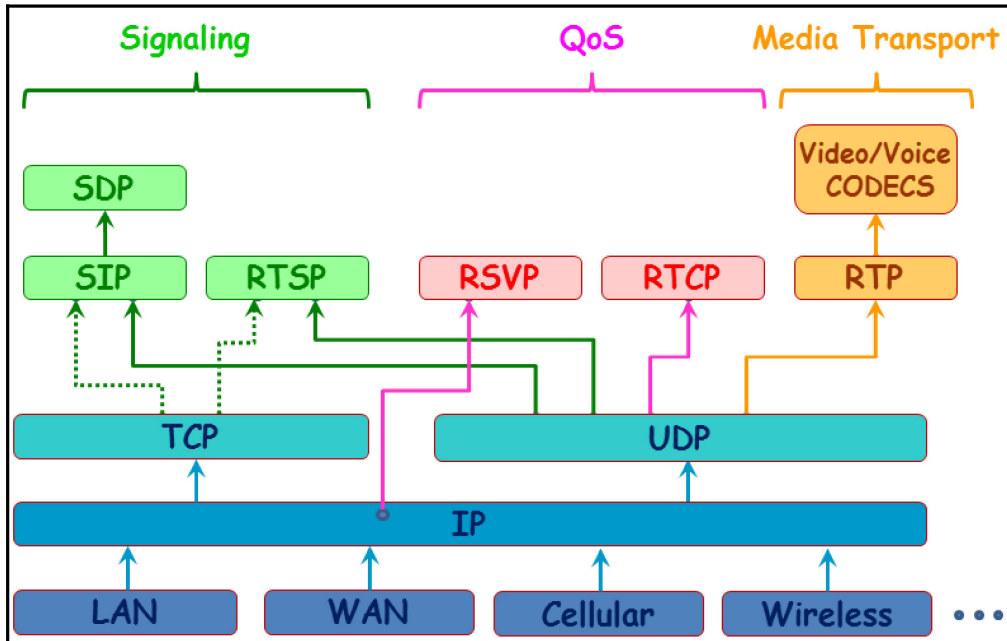 Signaling
QoS
Media Transport
Video/Voice
CODECS
SDP
SIP
RTSP
RSVP
RTCP
RTP
TCP
UDP
IP
LAN
WAN
Cellular
Wireless
...